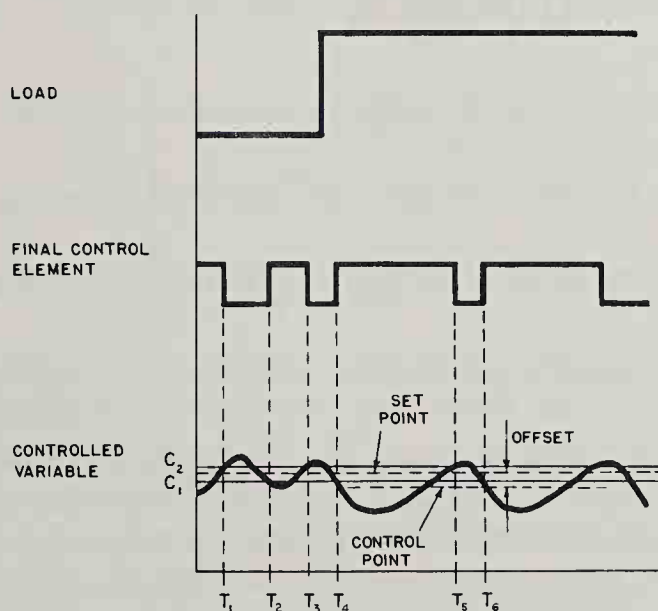 LOAD
FINAL CONTROL
ELEMENT
SET
POINT
OFFSET
CONTROLLED
VARIABLE
C₂
C₁
CONTROL
POINT
T₁ T₂ T₃ T₄ T₅ T₆